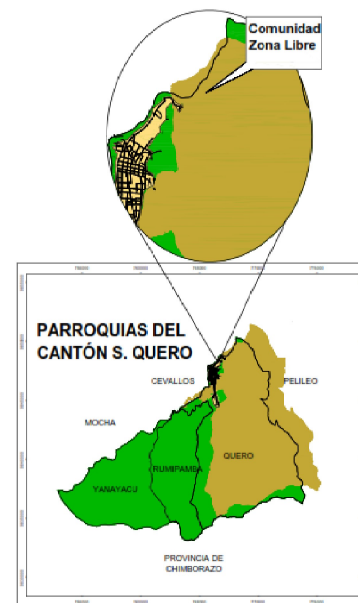 Comunidad
Zona Libre
PARROQUIAS DEL
CANTÓN S. QUERO
CEVALLOS
PELILEO
MOCHA
QUERO
RUMIPAMBA
YANAYACU
PROVINCIA DE
CHIMBORAZO